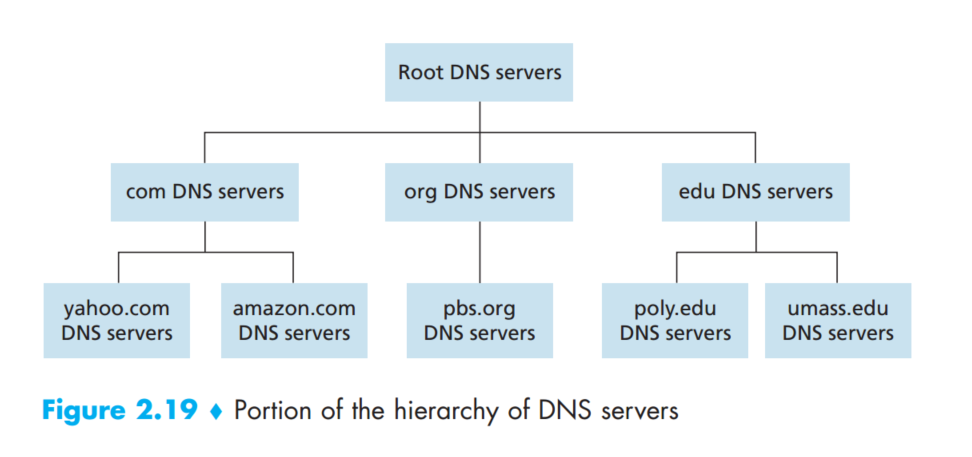 Root DNS servers
com DNS servers
org DNS servers
edu DNS servers
yahoo.com
DNS servers
amazon.com
DNS servers
pbs.org
DNS servers
poly.edu
DNS servers
umass.edu
DNS servers
Figure 2.19 ♦ Portion of the hierarchy of DNS servers